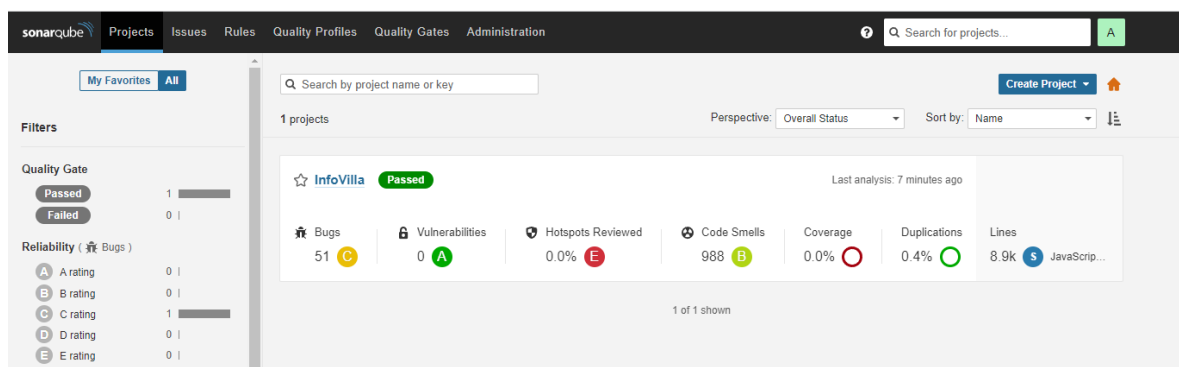 sonarqube Projects Issues Rules Quality Profiles Quality Gates Administration ? Search for projects... A
My Favorites All
Search by project name or key
Create Project
1 projects
Perspective: Overall Status
Sort by: Name
Filters
Quality Gate
Passed 1
Failed 0
Reliability ( Bugs )
A A rating 0
B B rating 0
C C rating 1
D D rating 0
E E rating 0
InfoVilla Passed
Last analysis: 7 minutes ago
Bugs Vulnerabilities Hotspots Reviewed Code Smells Coverage Duplications Lines
51 C 0 A 0.0% E 988 B 0.0% 0.4% 8.9k S JavaScrip...
1 of 1 shown